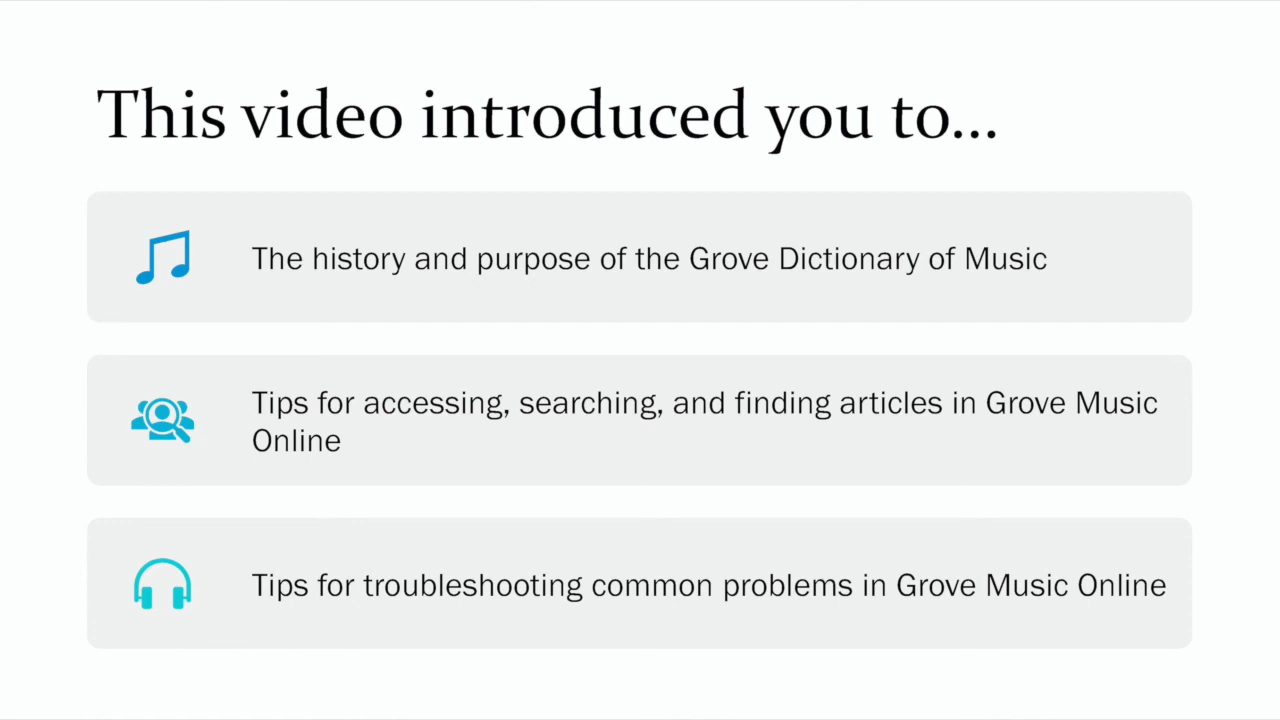 This video introduced you to...
The history and purpose of the Grove Dictionary of Music
Tips for accessing, searching, and finding articles in Grove Music
Online
Tips for troubleshooting common problems in Grove Music Online